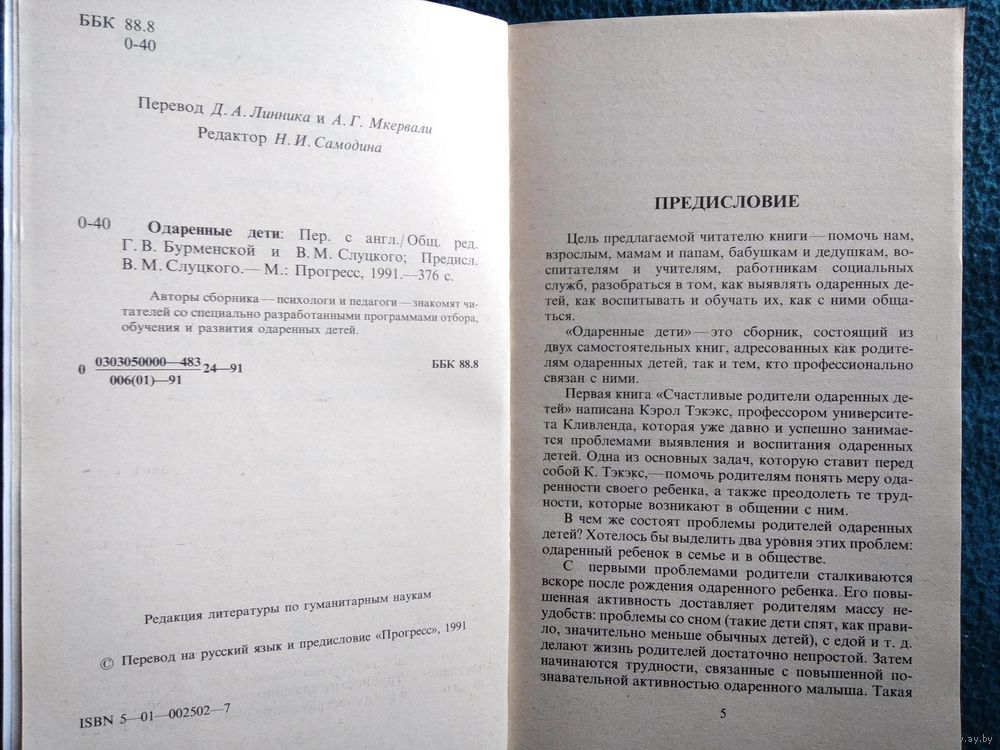 ББК 88.8
0-40
Перевод Д. А. Линника и А. Г. Мкервали
Редактор Н. И. Самодина
0-40 Одаренные дети: Пер. с англ./Общ. ред.
Г. В. Бурменской и В. М. Слуцкого; Предисл.
В. М. Слуцкого.—М.: Прогресс, 1991.—376 с.
Авторы сборника—психологи и педагоги—знакомят чи-
тателей со специально разработанными программами отбора,
обучения и развития одаренных детей.
0 0303050000—483 24—91 ББК 88.8
006(01)—91
Редакция литературы по гуманитарным наукам
© Перевод на русский язык и предисловие «Прогресс», 1991
ISBN 5—01—002502—7
ПРЕДИСЛОВИЕ
Цель предлагаемой читателю книги—помочь нам,
взрослым, мамам и папам, бабушкам и дедушкам, во-
спитателям и учителям, работникам социальных
служб, разобраться в том, как выявлять одаренных де-
тей, как воспитывать и обучать их, как с ними обща-
ться.
«Одаренные дети»—это сборник, состоящий из
двух самостоятельных книг, адресованных как родите-
лям одаренных детей, так и тем, кто профессионально
связан с ними.
Первая книга «Счастливые родители одаренных де-
тей» написана Кэрол Тэкэкс, профессором университе-
та Кливленда, которая уже давно и успешно занимае-
тся проблемами выявления и воспитания одаренных
детей. Одна из основных задач, которую ставит перед
собой К. Тэкэкс,—помочь родителям понять меру ода-
ренности своего ребенка, а также преодолеть те труд-
ности, которые возникают в общении с ним.
В чем же состоят проблемы родителей одаренных
детей? Хотелось бы выделить два уровня этих проблем:
одаренный ребенок в семье и в обществе.
С первыми проблемами родители сталкиваются
вскоре после рождения одаренного ребенка. Его повы-
шенная активность доставляет родителям массу не-
удобств: проблемы со сном (такие дети спят, как прави-
ло, значительно меньше обычных детей), с едой и т. д.
делают жизнь родителей достаточно непростой. Затем
начинаются трудности, связанные с повышенной по-
знавательной активностью одаренного малыша. Такая
5
.ay.by